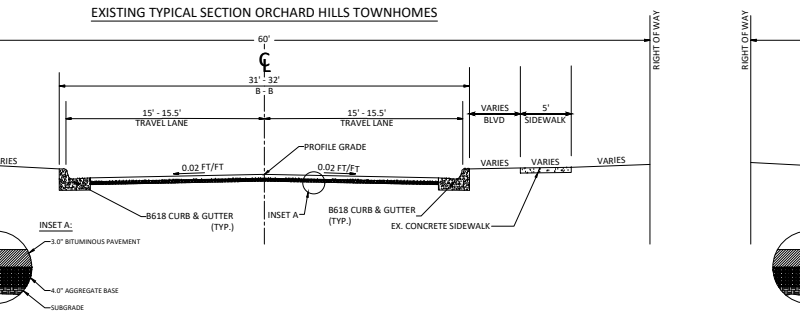 EXISTING TYPICAL SECTION ORCHARD HILLS TOWNHOMES
60'
RIGHT OF WAY
RIGHT OF WAY
℄
31' - 32'
B - B
15' - 15.5'
TRAVEL LANE
15' - 15.5'
TRAVEL LANE
VARIES
BLVD
5'
SIDEWALK
PROFILE GRADE
0.02 FT/FT
0.02 FT/FT
VARIES
VARIES
VARIES
RIES
B618 CURB & GUTTER
(TYP.)
INSET A
B618 CURB & GUTTER
(TYP.)
EX. CONCRETE SIDEWALK
INSET A:
3.0" BITUMINOUS PAVEMENT
4.0" AGGREGATE BASE
SUBGRADE